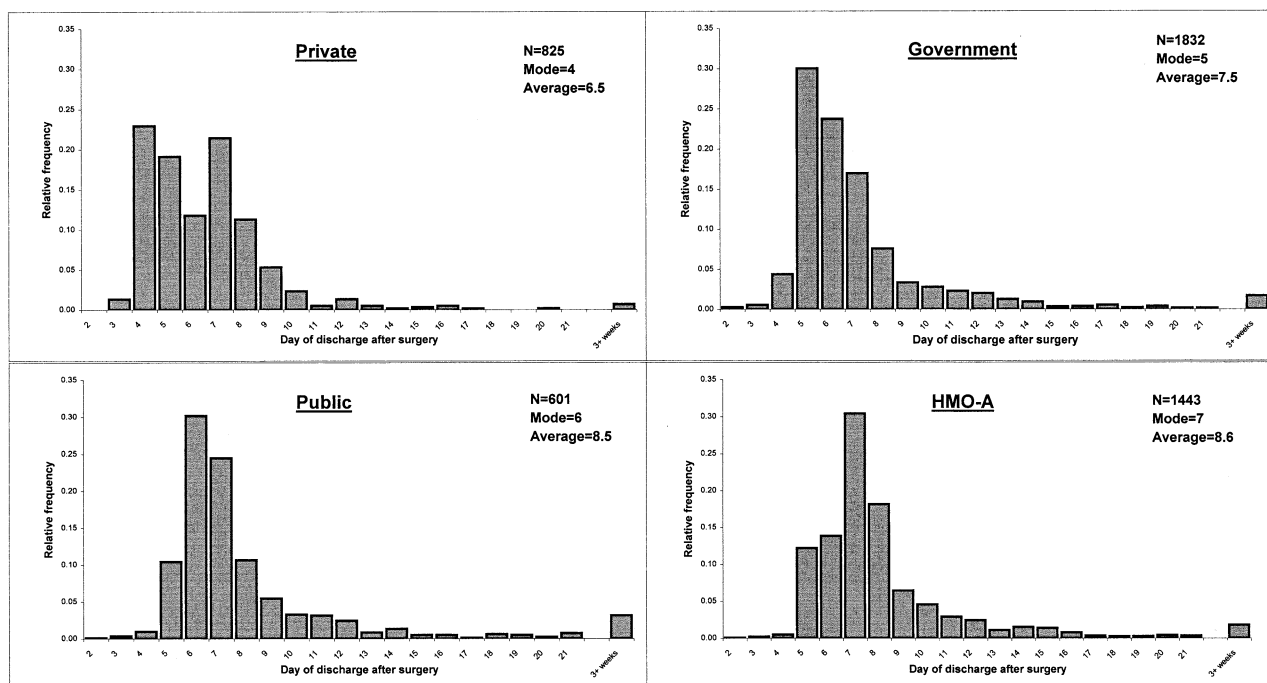 Private
N=825
Mode=4
Average=6.5
Relative frequency
0.35
0.30
0.25
0.20
0.15
0.10
0.05
0.00
2 3 4 5 6 7 8 9 10 11 12 13 14 15 16 17 18 19 20 21 3+ weeks
Day of discharge after surgery
Government
N=1832
Mode=5
Average=7.5
Relative frequency
0.35
0.30
0.25
0.20
0.15
0.10
0.05
0.00
2 3 4 5 6 7 8 9 10 11 12 13 14 15 16 17 18 19 20 21 3+ weeks
Day of discharge after surgery
Public
N=601
Mode=6
Average=8.5
Relative frequency
0.35
0.30
0.25
0.20
0.15
0.10
0.05
0.00
2 3 4 5 6 7 8 9 10 11 12 13 14 15 16 17 18 19 20 21 3+ weeks
Day of discharge after surgery
HMO-A
N=1443
Mode=7
Average=8.6
Relative frequency
0.35
0.30
0.25
0.20
0.15
0.10
0.05
0.00
2 3 4 5 6 7 8 9 10 11 12 13 14 15 16 17 18 19 20 21 3+ weeks
Day of discharge after surgery